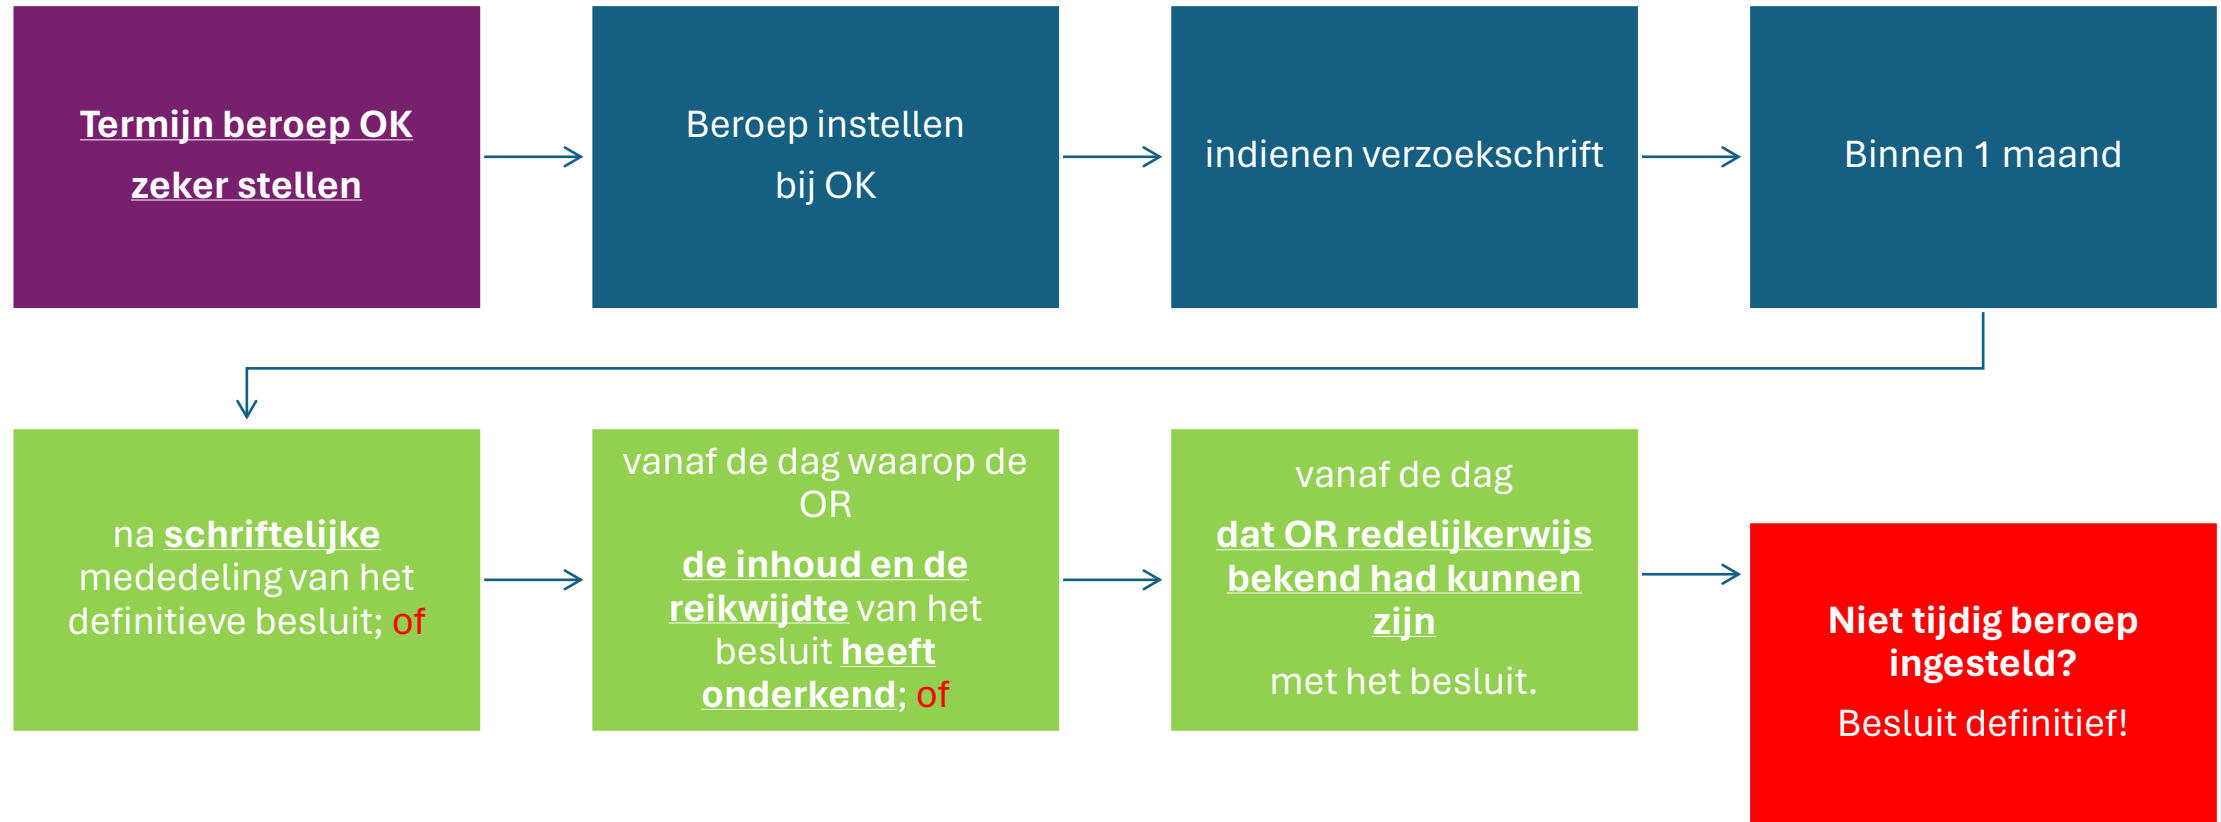 Termijn beroep OK
zeker stellen
Beroep instellen
bij OK
indienen verzoekschrift
Binnen 1 maand
na schriftelijke
mededeling van het
definitieve besluit; of
vanaf de dag waarop de
OR
de inhoud en de
reikwijdte van het
besluit heeft
onderkend; of
vanaf de dag
dat OR redelijkerwijs
bekend had kunnen
zijn
met het besluit.
Niet tijdig beroep
ingesteld?
Besluit definitief!